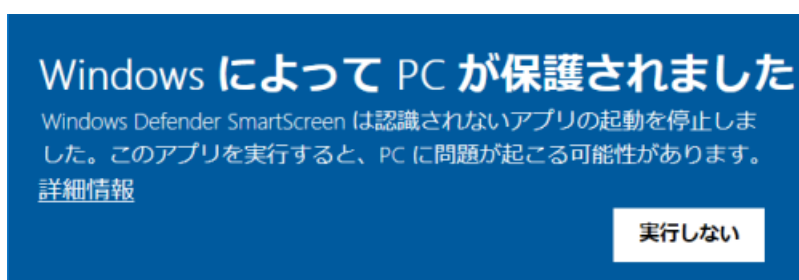 Windows によって PC が保護されました
Windows Defender SmartScreen は認識されないアプリの起動を停止しま
した。このアプリを実行すると、PC に問題が起こる可能性があります。
詳細情報
実行しない